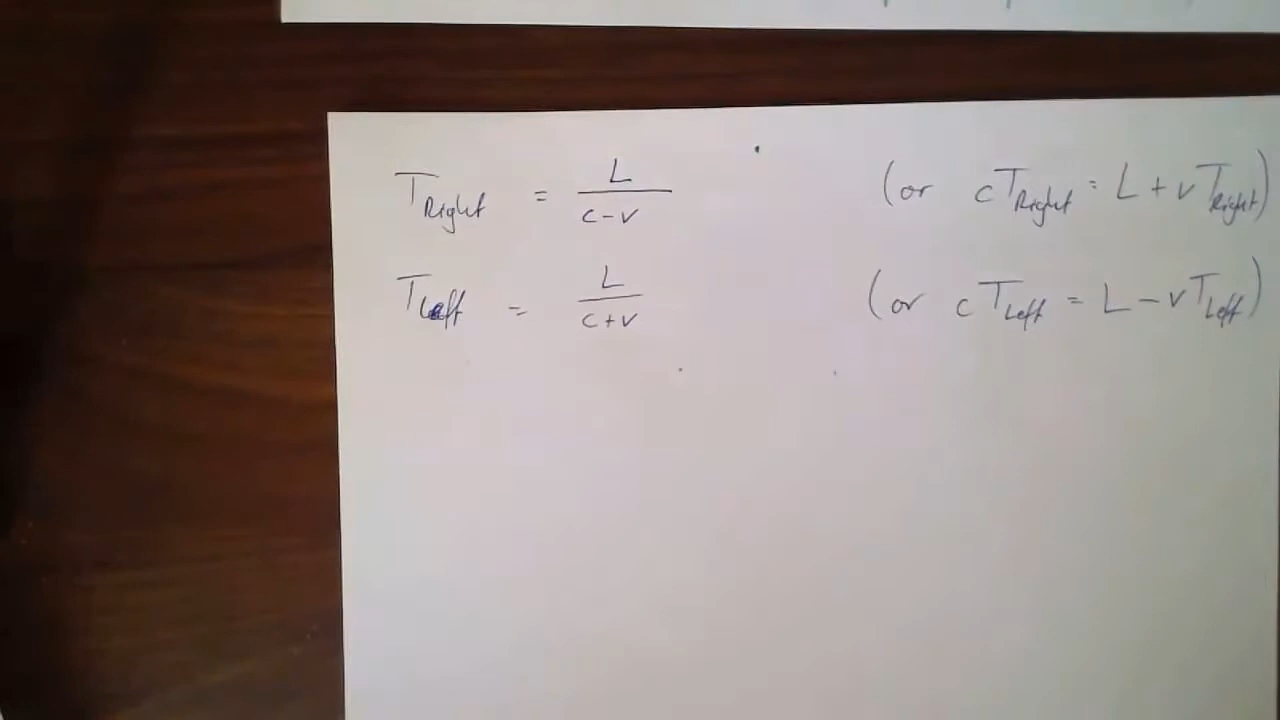 T_Right = L/(c-v) (or cT_Right = L + vT_Right)
T_Left = L/(c+v) (or cT_Left = L - vT_Left)